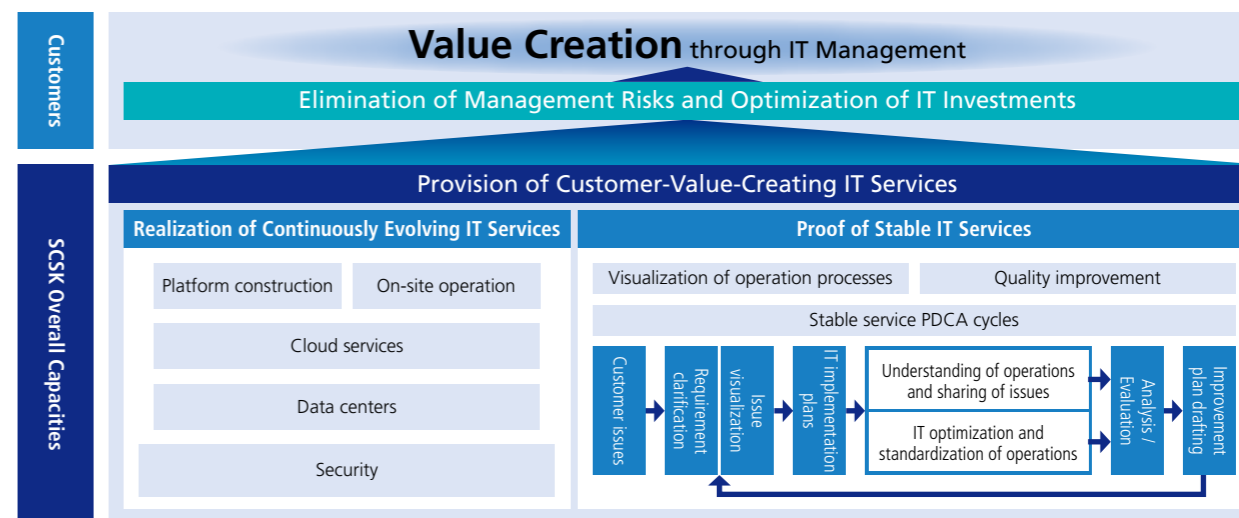 Customers
Value Creation through IT Management
Elimination of Management Risks and Optimization of IT Investments
SCSK Overall Capacities
Provision of Customer-Value-Creating IT Services
Realization of Continuously Evolving IT Services
Platform construction
On-site operation
Cloud services
Data centers
Security
Proof of Stable IT Services
Visualization of operation processes
Quality improvement
Stable service PDCA cycles
Customer issues
Requirement
clarification
Issue
visualization
IT implementation
plans
Understanding of operations
and sharing of issues
IT optimization and
standardization of operations
Analysis /
Evaluation
Improvement
plan drafting